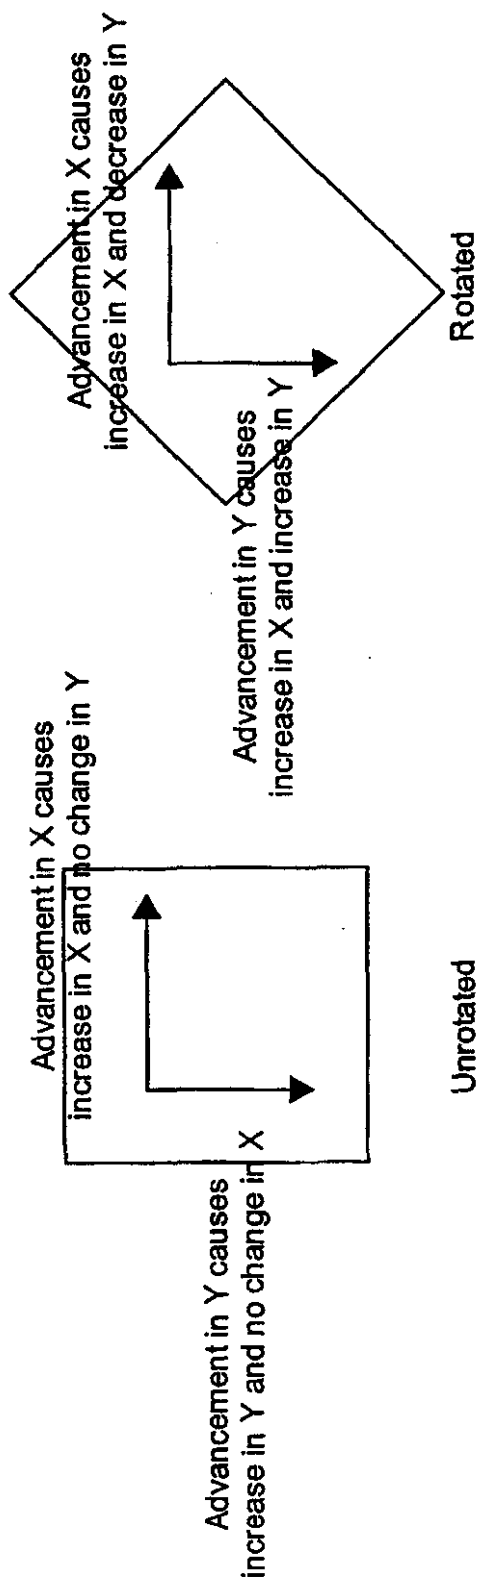 Advancement in X causes
increase in X and no change in Y
Advancement in Y causes
increase in Y and no change in X
Unrotated
Advancement in X causes
increase in X and decrease in Y
Advancement in Y causes
increase in X and increase in Y
Rotated